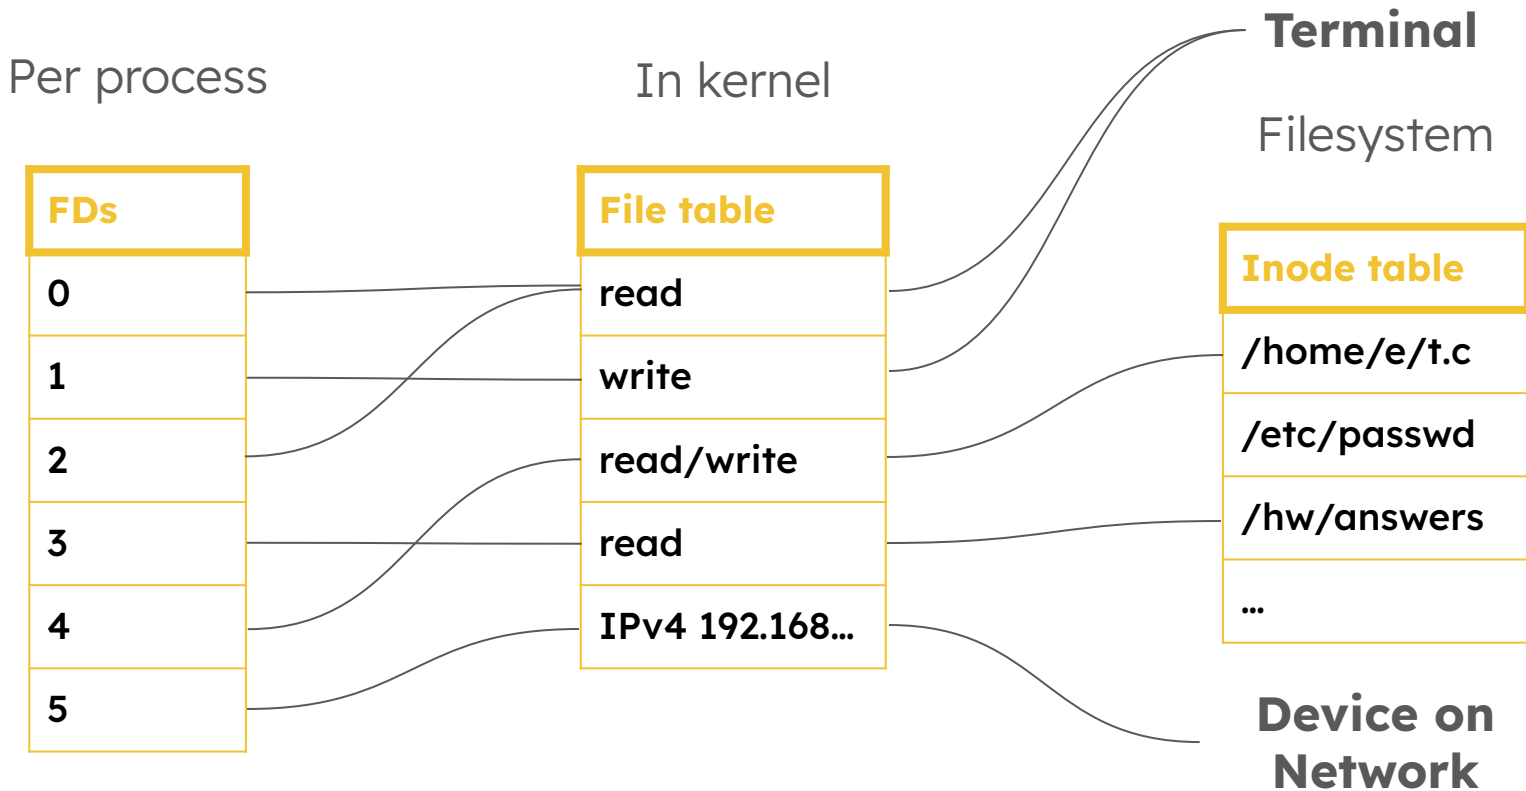 Per process
FDs
0
1
2
3
4
5
In kernel
File table
read
write
read/write
read
IPv4 192.168...
Terminal
Filesystem
Inode table
/home/e/t.c
/etc/passwd
/hw/answers
...
Device on
Network